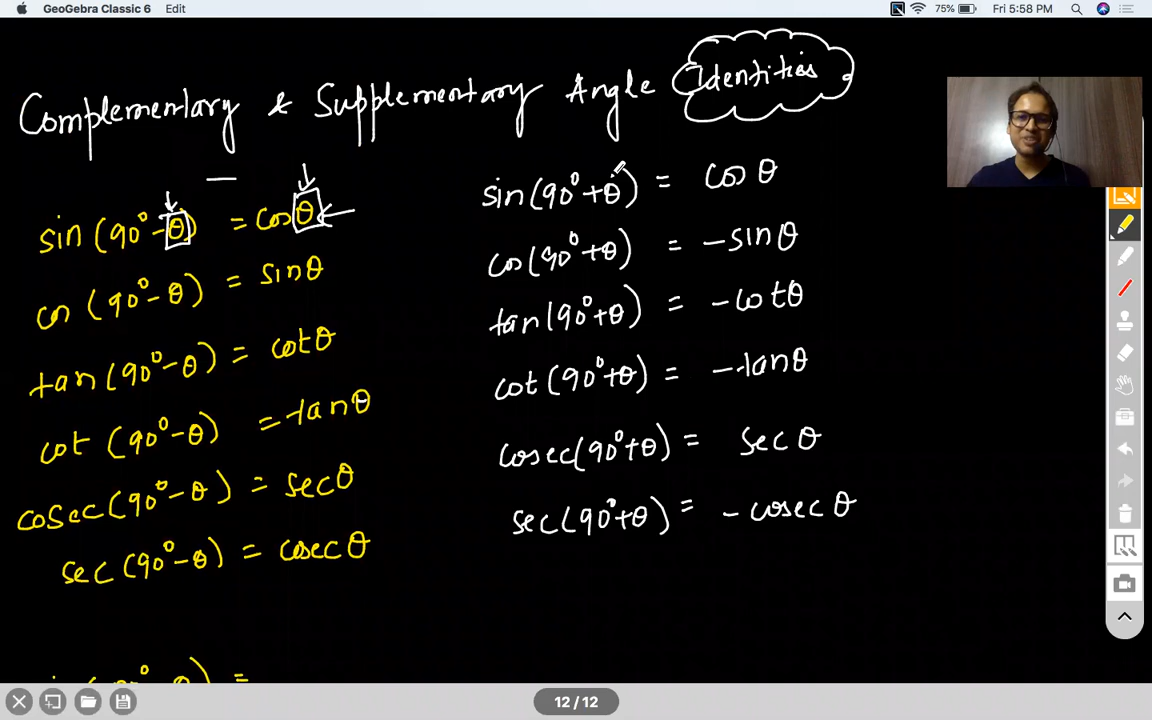 GeoGebra Classic 6 Edit 75% Fri 5:58 PM
Complementary & Supplementary Angle Identities
sin (90°-θ) = cosθ
cos (90°-θ) = sinθ
tan (90°-θ) = cotθ
cot (90°-θ) = tanθ
cosec (90°-θ) = secθ
sec (90°-θ) = cosecθ
sin(90°+θ) = cosθ
cos(90°+θ) = -sinθ
tan(90°+θ) = -cotθ
cot (90°+θ) = -tanθ
cosec(90°+θ) = sec θ
sec(90°+θ) = - cosec θ
12 / 12